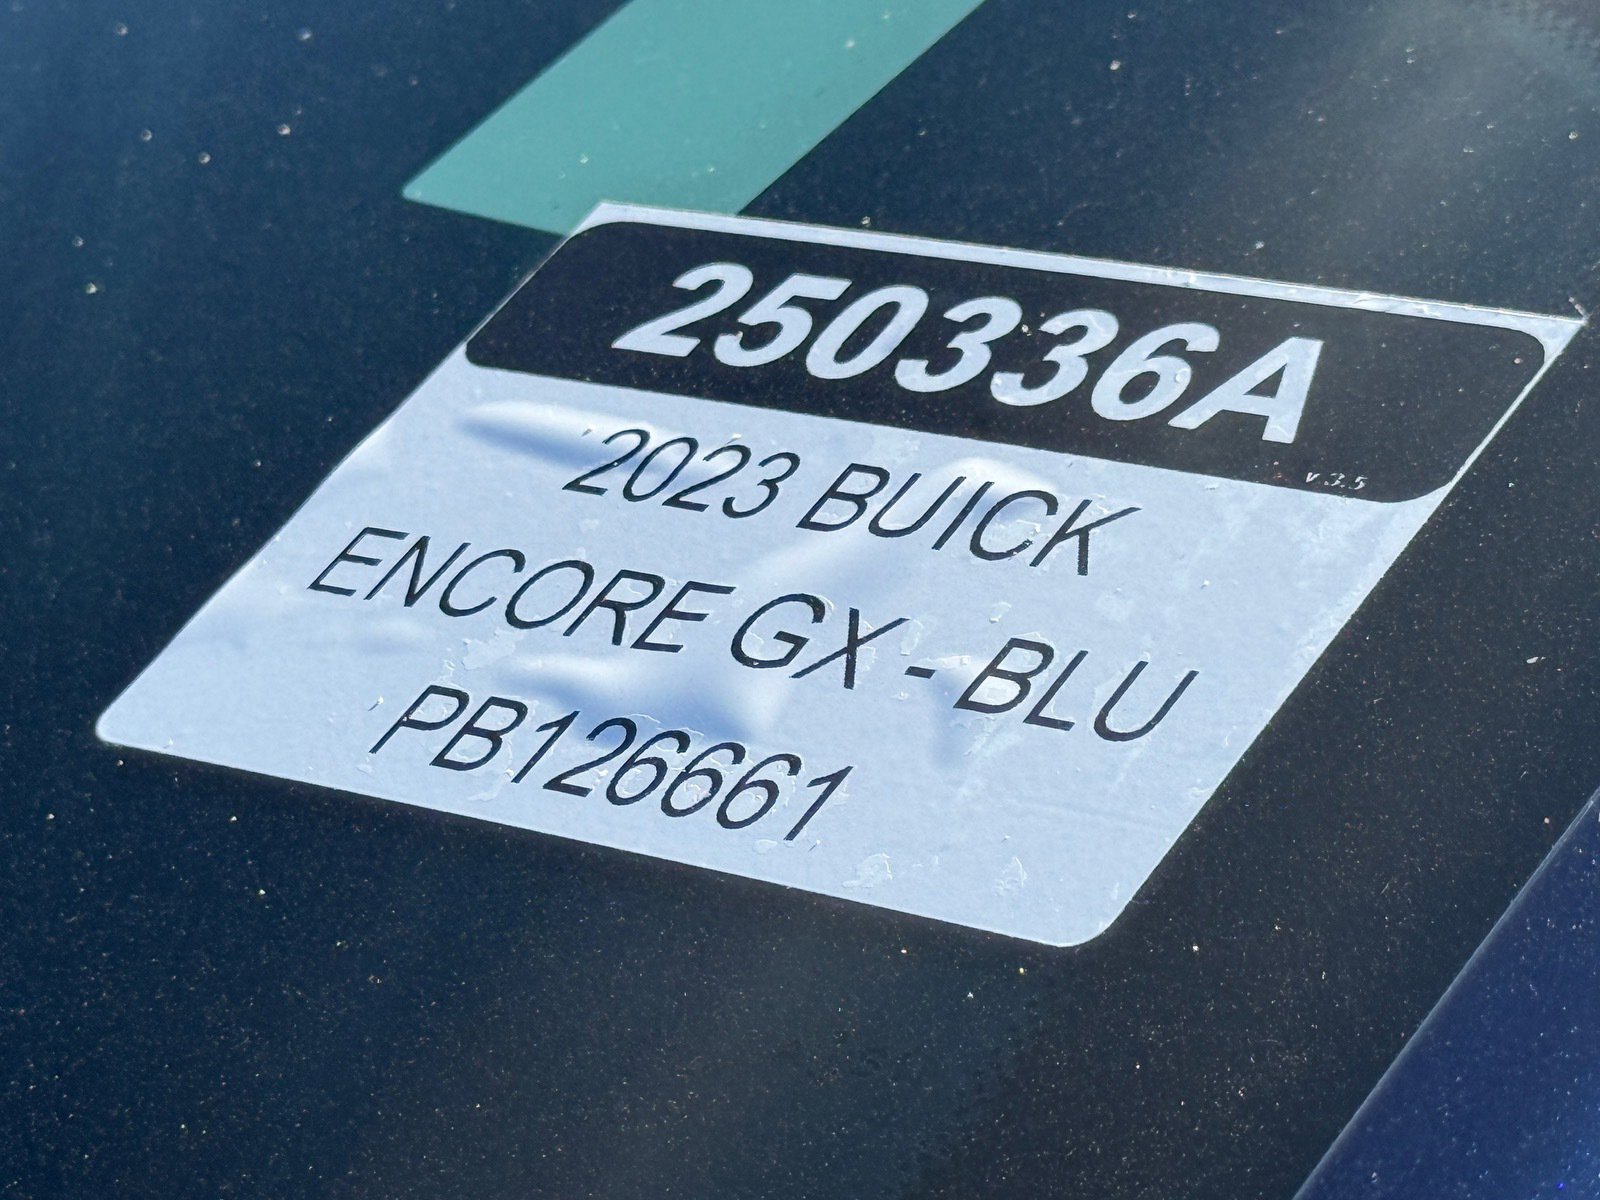 250336A
v 3.5
2023 BUICK
ENCORE GX - BLU
PB126661